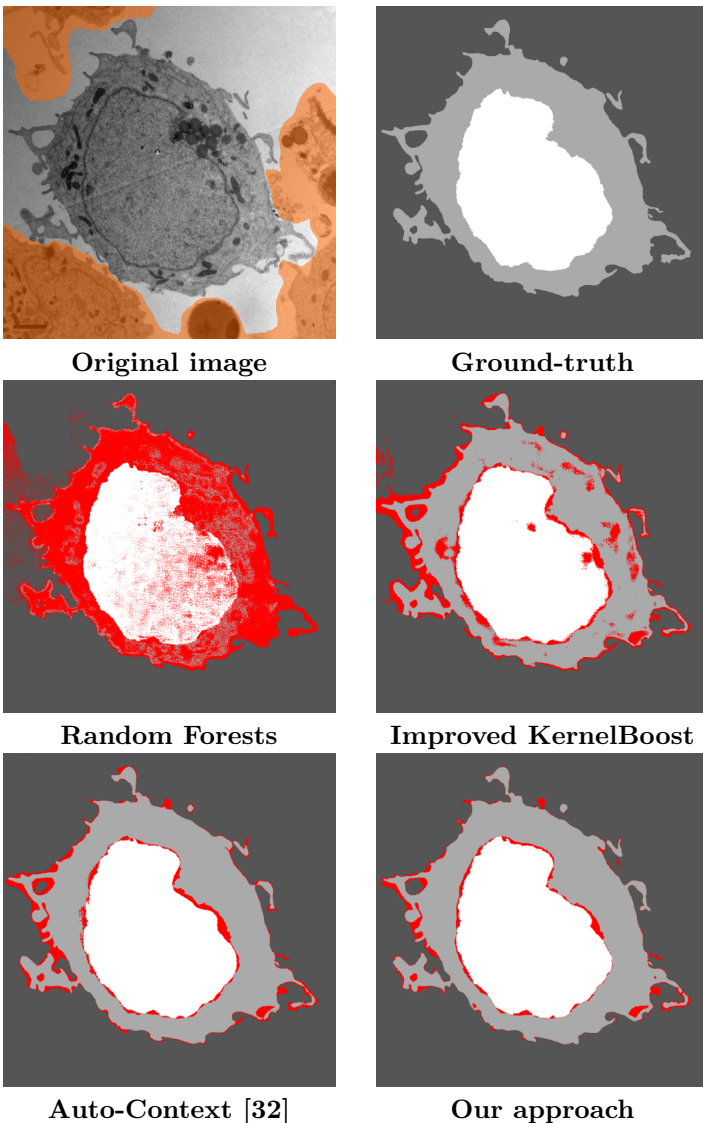 Original image
Ground-truth
Random Forests
Improved KernelBoost
Auto-Context [32]
Our approach